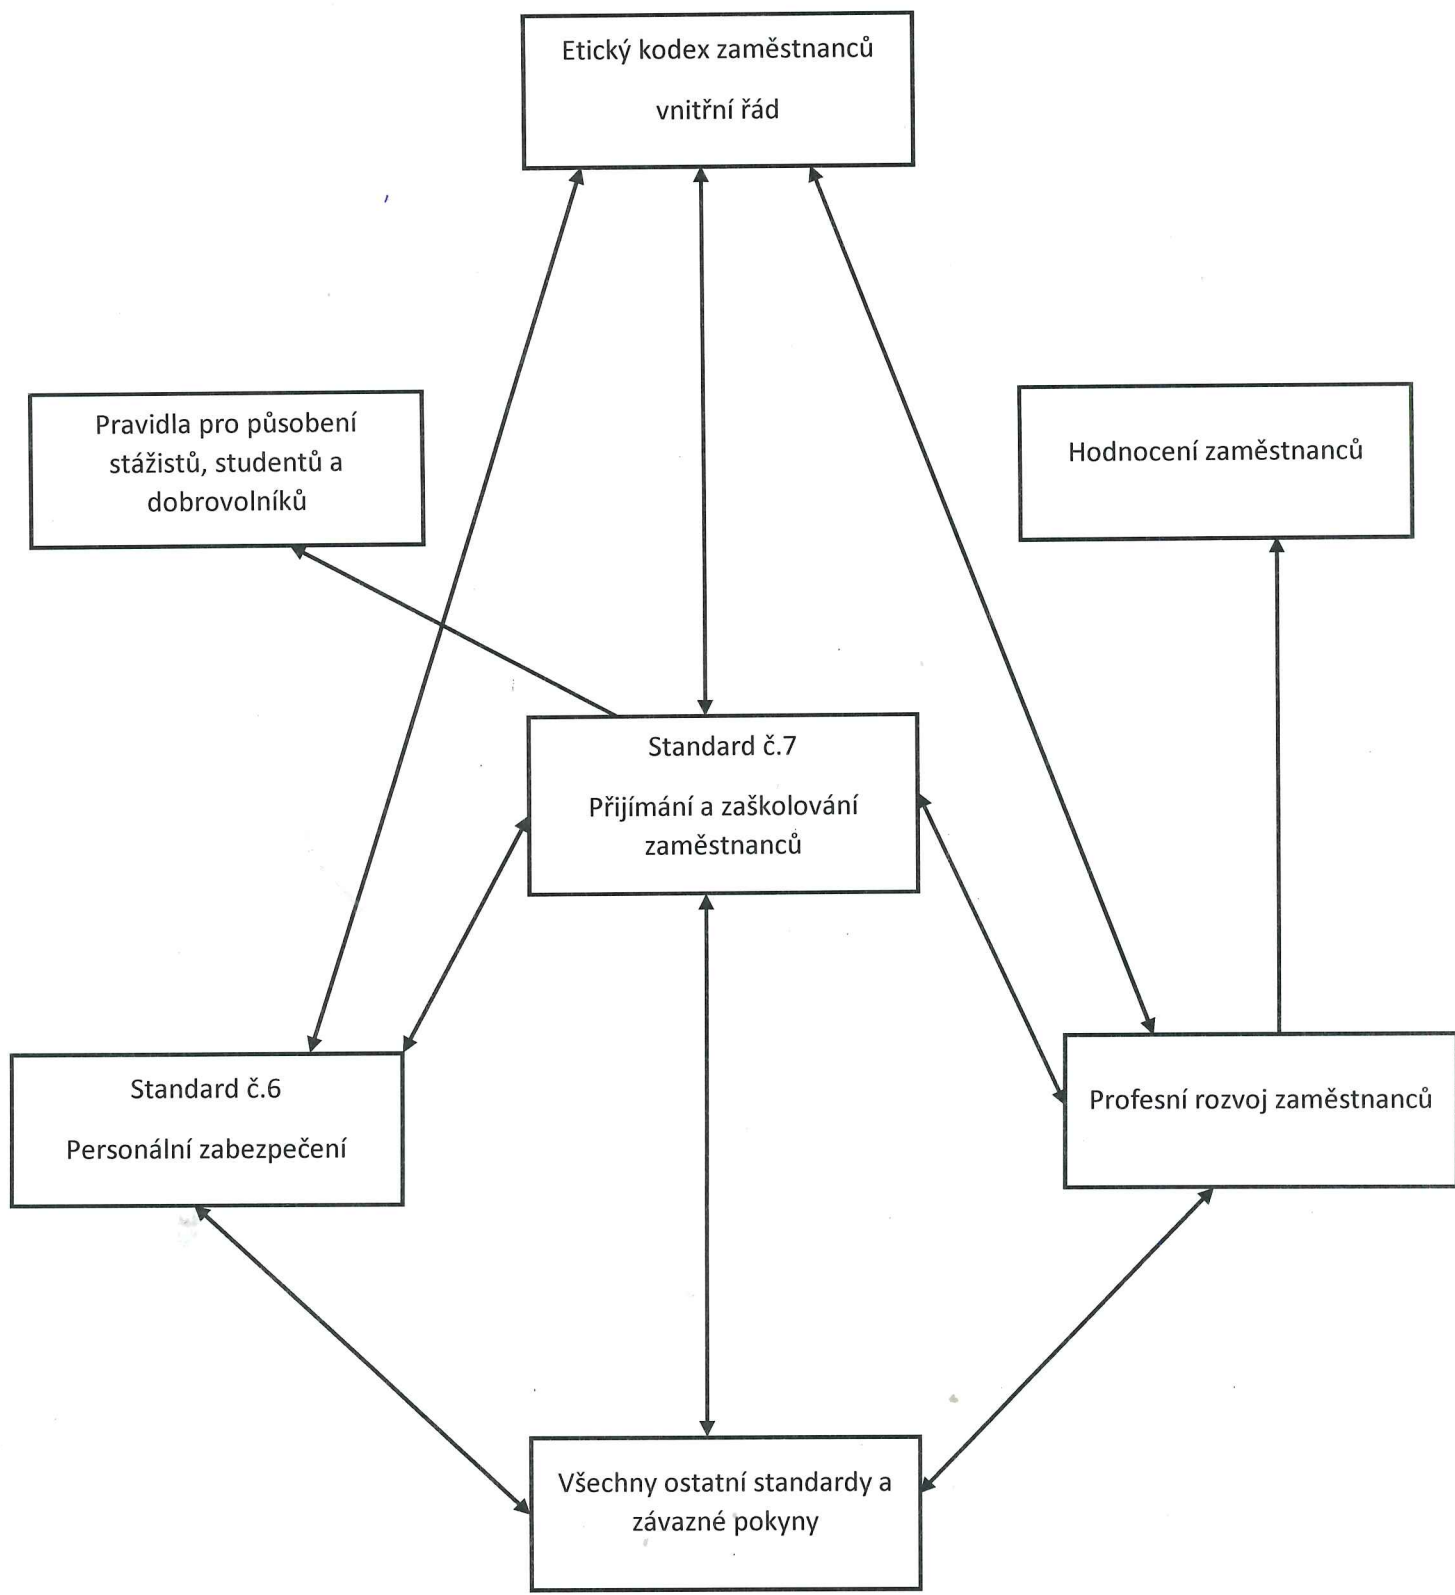 Etický kodex zaměstnanců
vnitřní řád
Pravidla pro působení
stážistů, studentů a
dobrovolníků
Hodnocení zaměstnanců
Standard č.7
Přijímání a zaškolování
zaměstnanců
Standard č.6
Personální zabezpečení
Profesní rozvoj zaměstnanců
Všechny ostatní standardy a
závazné pokyny